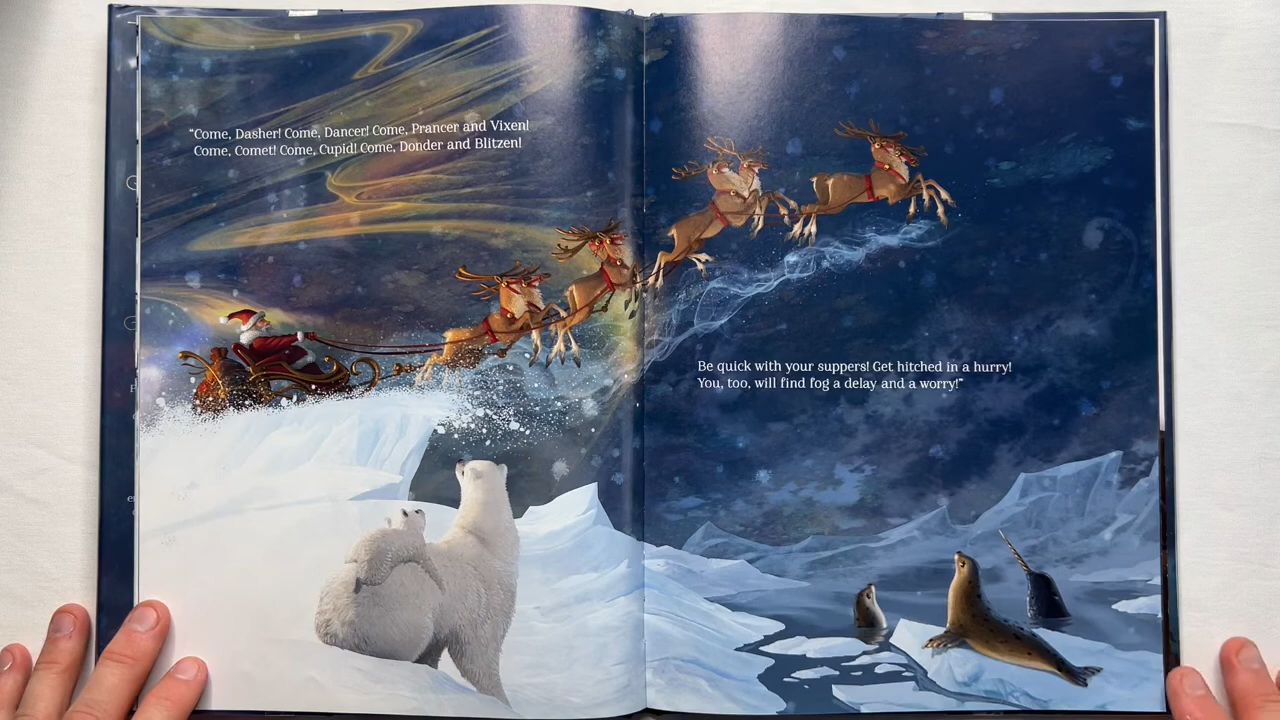 “Come, Dasher! Come, Dancer! Come, Prancer and Vixen!
Come, Comet! Come, Cupid! Come, Donder and Blitzen!
Be quick with your suppers! Get hitched in a hurry!
You, too, will find fog a delay and a worry!”